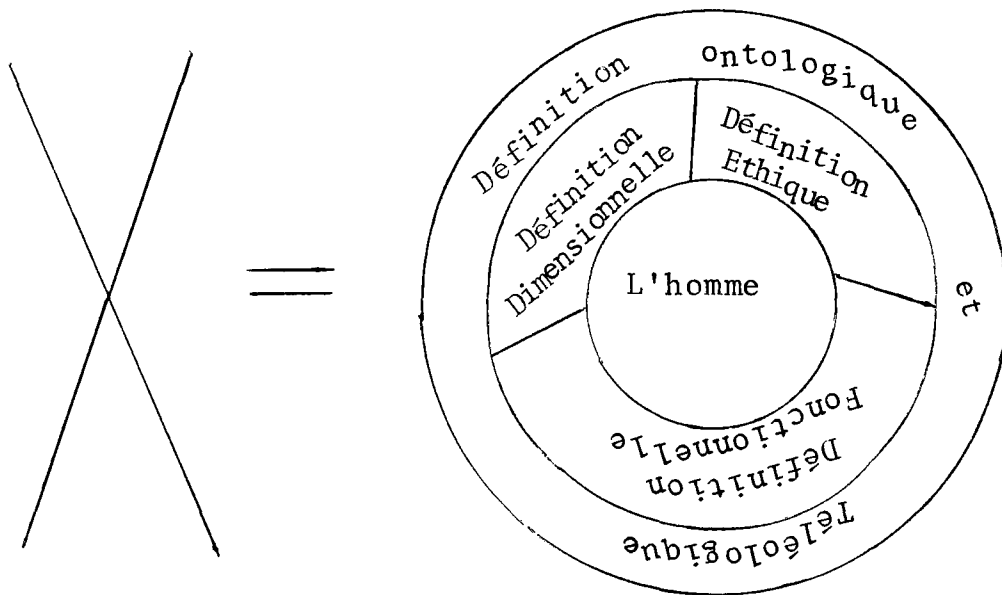 Définition ontologique et Téléologique
Définition
Dimensionnelle
Définition
Ethique
L'homme
Définition
Fonctionnelle